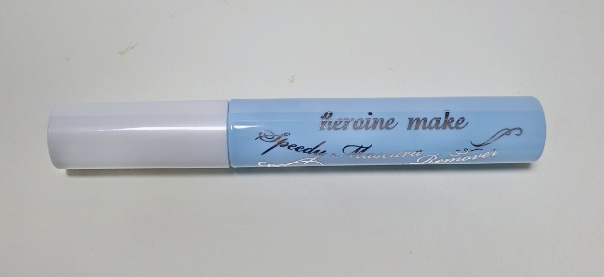 heroine make
Speedy Mascara Remover